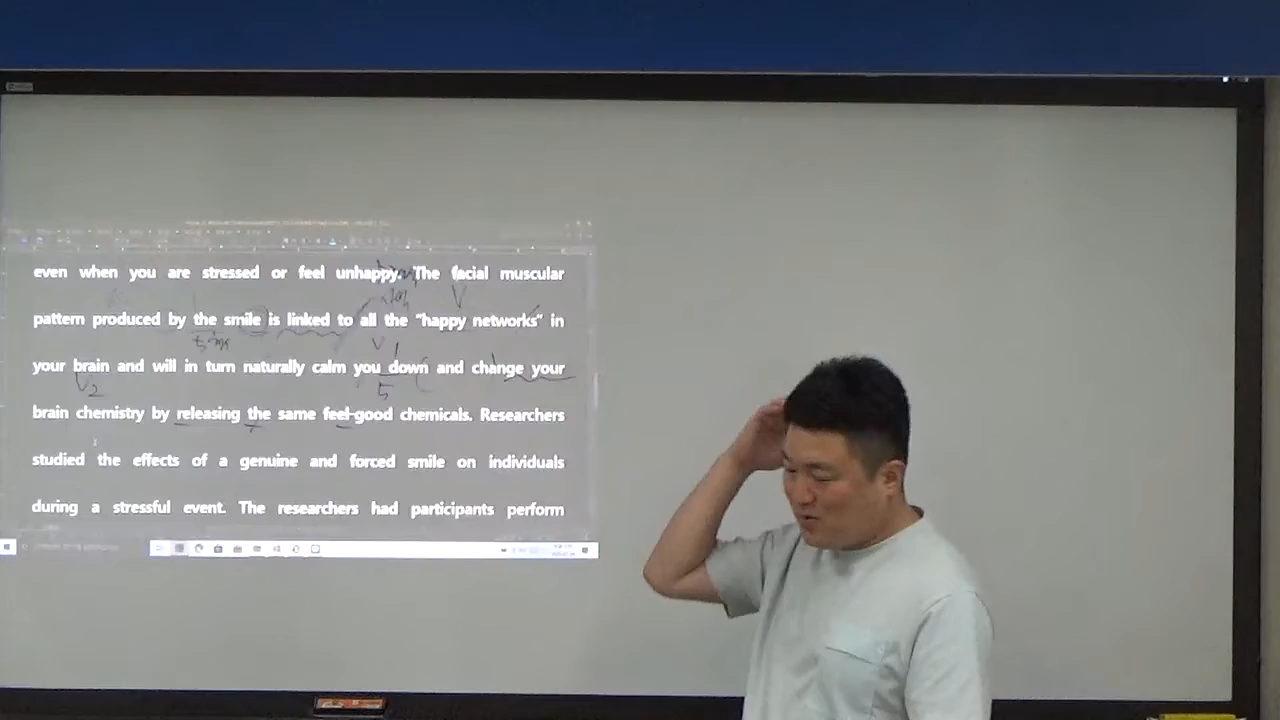 even when you are stressed or feel unhappy. The facial muscular
pattern produced by the smile is linked to all the “happy networks” in
your brain and will in turn naturally calm you down and change your
brain chemistry by releasing the same feel-good chemicals. Researchers
studied the effects of a genuine and forced smile on individuals
during a stressful event. The researchers had participants perform